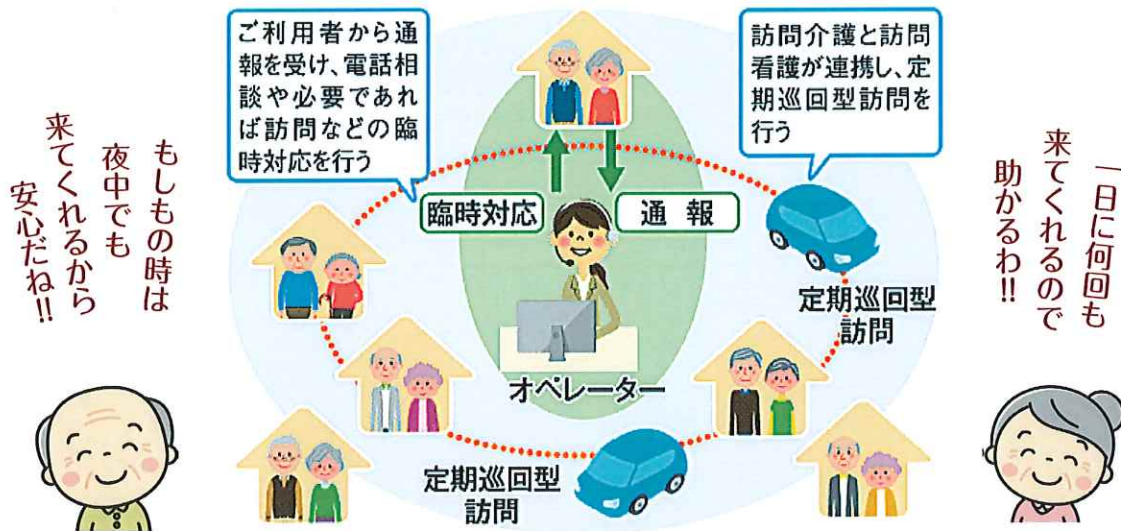 ご利用者から通
報を受け、電話相
談や必要であれ
ば訪問などの臨
時対応を行う
訪問介護と訪問
看護が連携し、定
期巡回型訪問を
行う
もしもの時は
夜中でも
来てくれるから
安心だね!!
一日に何回も
来てくれるので
助かるわ!!
臨時対応
通報
定期巡回型
訪問
オペレーター
定期巡回型
訪問